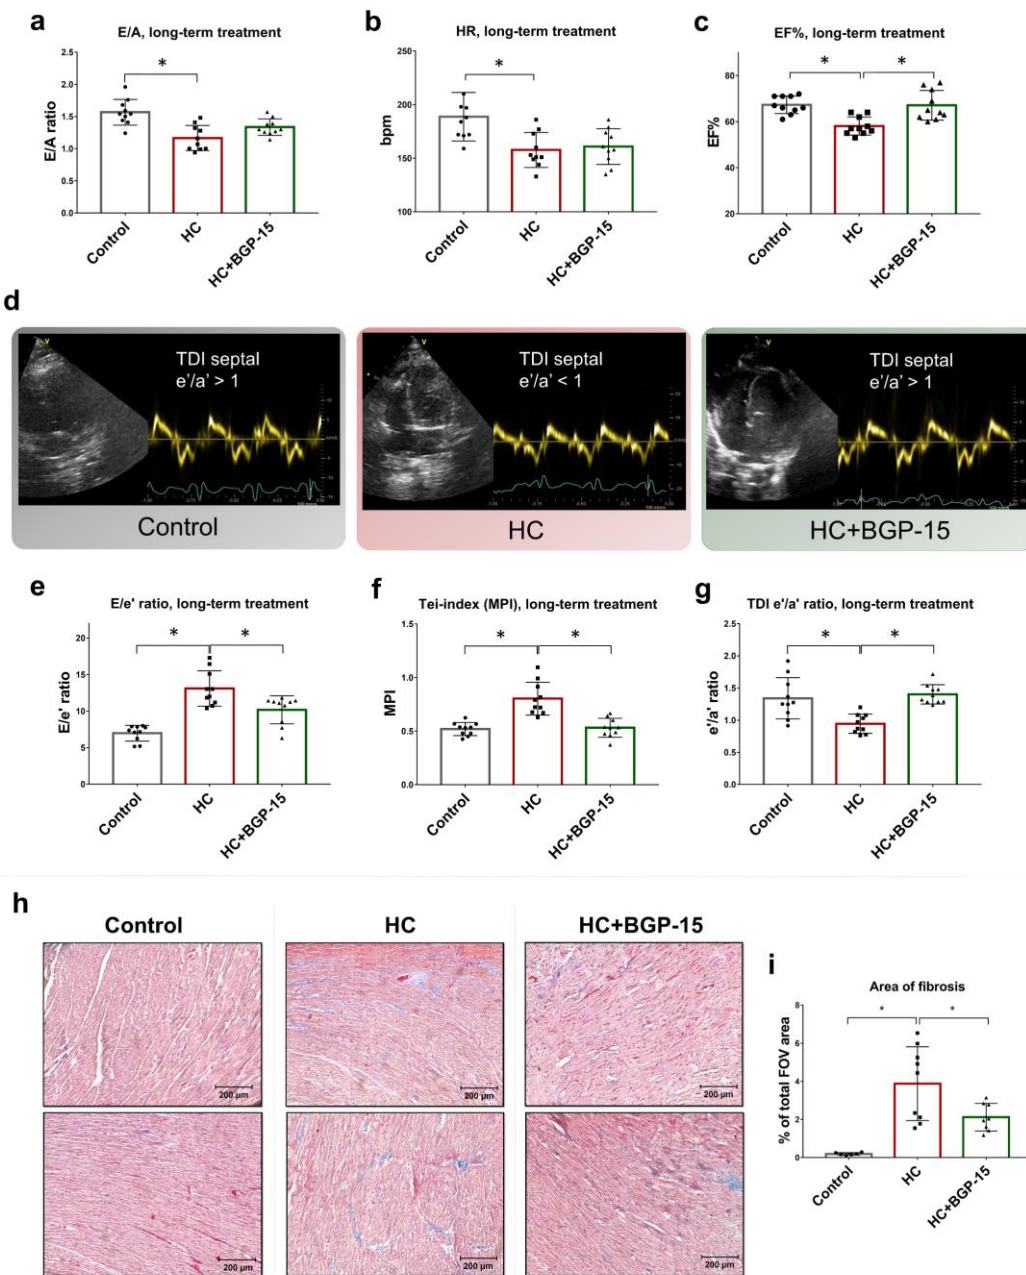 a
E/A, long-term treatment
*
2.5
2.0
1.5
1.0
0.5
0.0
E/A ratio
Control
HC
HC+BGP-15
b
HR, long-term treatment
*
250
200
150
100
bpm
Control
HC
HC+BGP-15
c
EF%, long-term treatment
* *
80
60
40
20
EF%
Control
HC
HC+BGP-15
d
V
TDI septal
e'/a' > 1
Control
V
TDI septal
e'/a' < 1
HC
V
TDI septal
e'/a' > 1
HC+BGP-15
e
E/e' ratio, long-term treatment
* *
20
15
10
5
0
E/e' ratio
Control
HC
HC+BGP-15
f
Tei-index (MPI), long-term treatment
* *
1.5
1.0
0.5
0.0
MPI
Control
HC
HC+BGP-15
g
TDI e'/a' ratio, long-term treatment
* *
2.5
2.0
1.5
1.0
0.5
0.0
e'/a' ratio
Control
HC
HC+BGP-15
h
Control
HC
HC+BGP-15
200 µm
200 µm
200 µm
200 µm
200 µm
200 µm
i
Area of fibrosis
* *
8
6
4
2
0
% of total FOV area
Control
HC
HC+BGP-15